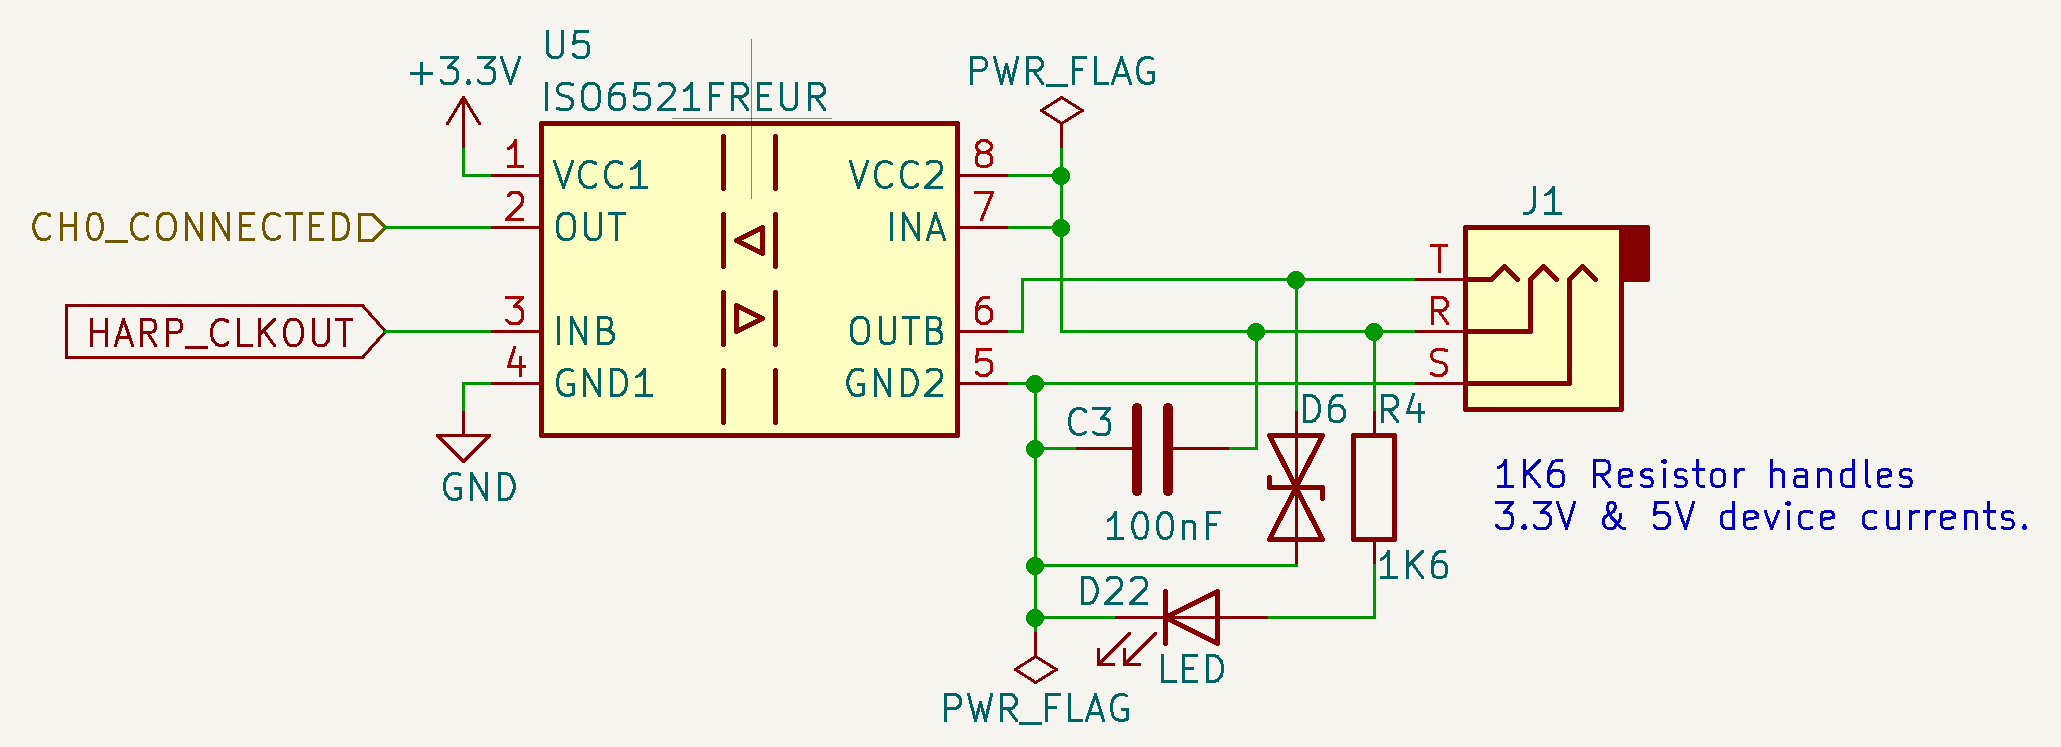 U5
ISO6521FREUR
+3.3V
PWR_FLAG
1
VCC1
VCC2
8
CH0_CONNECTED
2
OUT
INA
7
J1
T
HARP_CLKOUT
3
INB
OUTB
6
R
4
GND1
GND2
5
S
GND
C3
100nF
D6
R4
1K6
1K6 Resistor handles
3.3V & 5V device currents.
D22
LED
PWR_FLAG